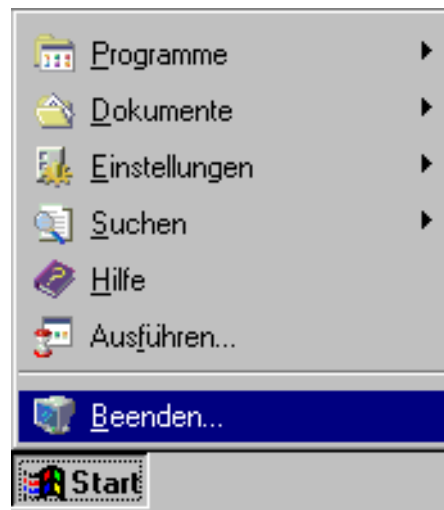 Programme
Dokumente
Einstellungen
Suchen
Hilfe
Ausführen...
Beenden...
Start